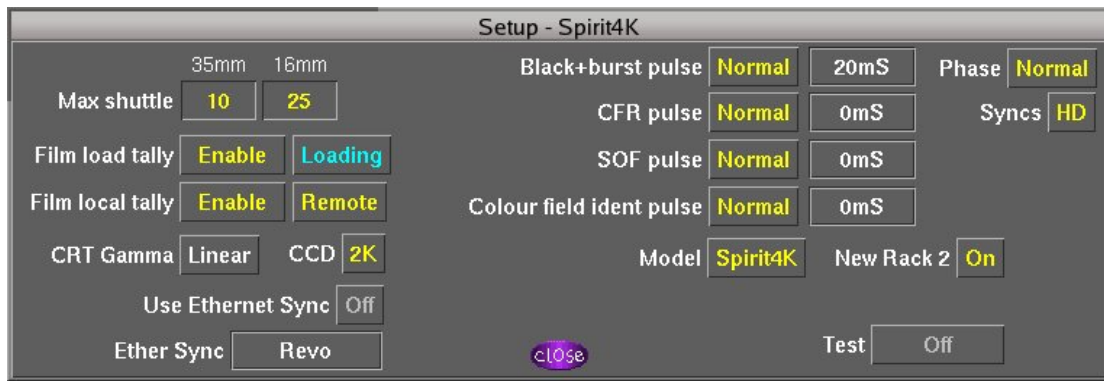 Setup - Spirit4K
35mm 16mm
Max shuttle 10 25
Film load tally Enable Loading
Film local tally Enable Remote
CRT Gamma Linear CCD 2K
Use Ethernet Sync Off
Ether Sync Revo
Black+burst pulse Normal 20mS Phase Normal
CFR pulse Normal 0mS Syncs HD
SOF pulse Normal 0mS
Colour field ident pulse Normal 0mS
Model Spirit4K New Rack 2 On
close
Test Off